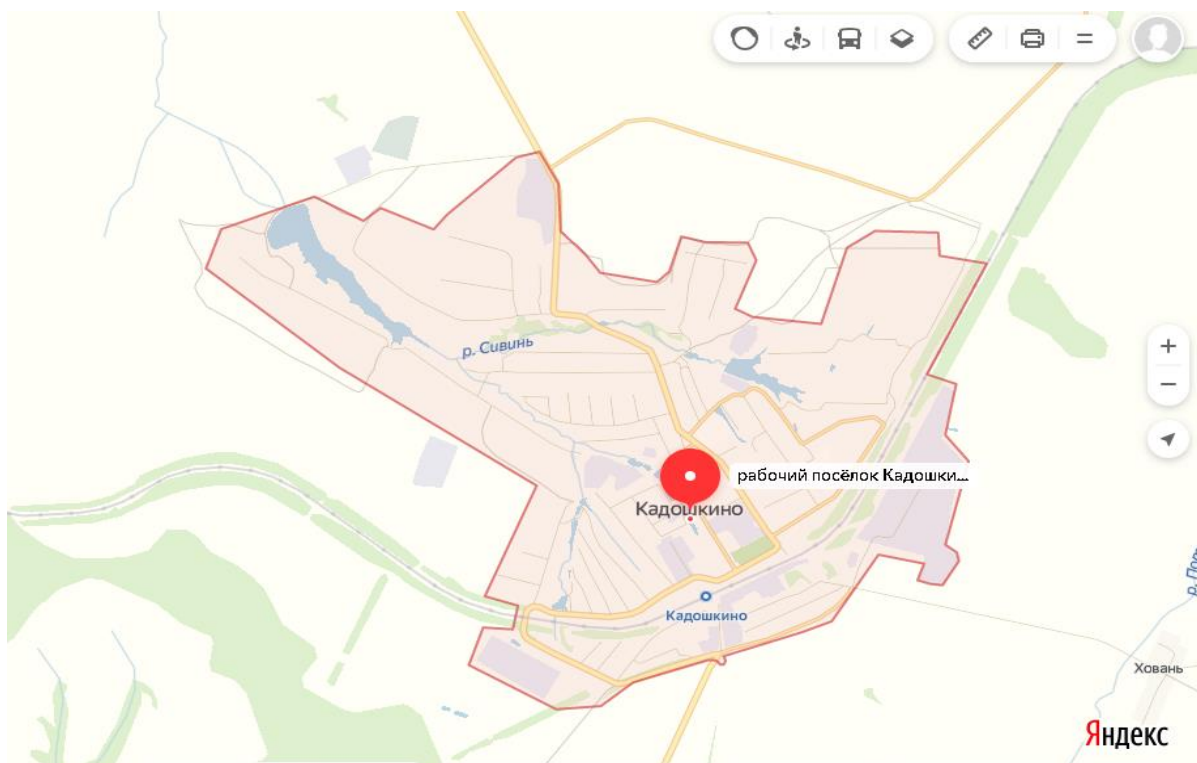 р. Сивинь
рабочий посёлок Кадошки...
Кадошкино
Кадошкино
Ховань
Яндекс